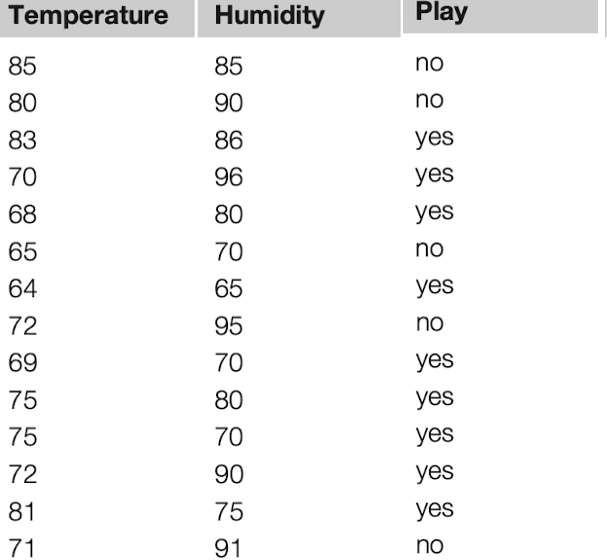 Temperature Humidity Play
85 85 no
80 90 no
83 86 yes
70 96 yes
68 80 yes
65 70 no
64 65 yes
72 95 no
69 70 yes
75 80 yes
75 70 yes
72 90 yes
81 75 yes
71 91 no